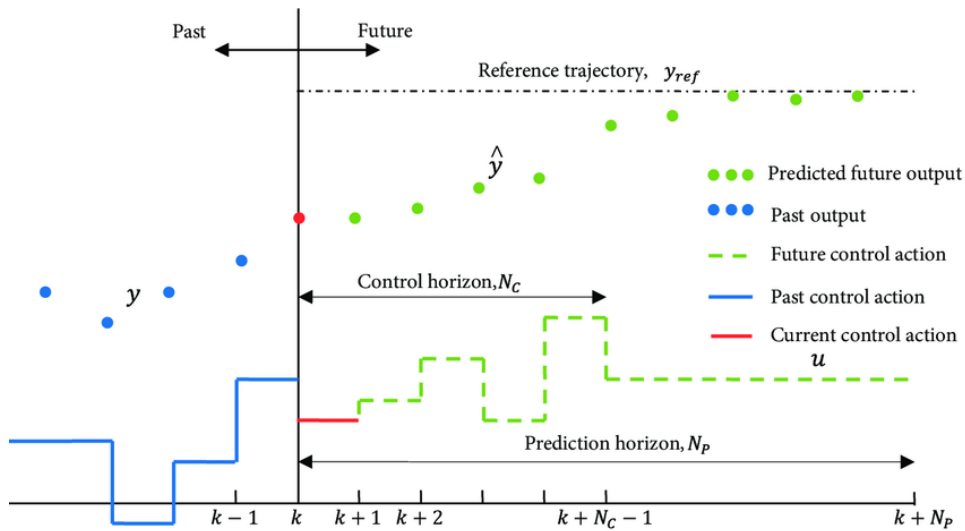 Past
Future
Reference trajectory, y_ref
ŷ
Predicted future output
Past output
Future control action
Past control action
Current control action
y
Control horizon,N_C
u
Prediction horizon,N_P
k − 1
k
k + 1
k + 2
k + N_C − 1
k + N_P